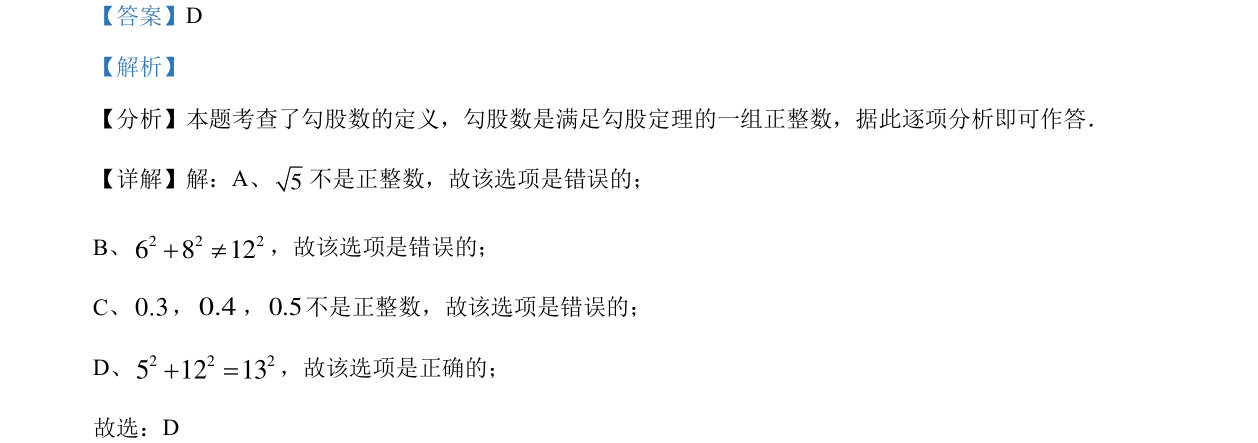 【答案】D
【解析】
【分析】本题考查了勾股数的定义，勾股数是满足勾股定理的一组正整数，据此逐项分析即可作答．
【详解】解：A、√5 不是正整数，故该选项是错误的；
B、6² + 8² ≠ 12²，故该选项是错误的；
C、0.3，0.4，0.5不是正整数，故该选项是错误的；
D、5² + 12² = 13²，故该选项是正确的；
故选：D